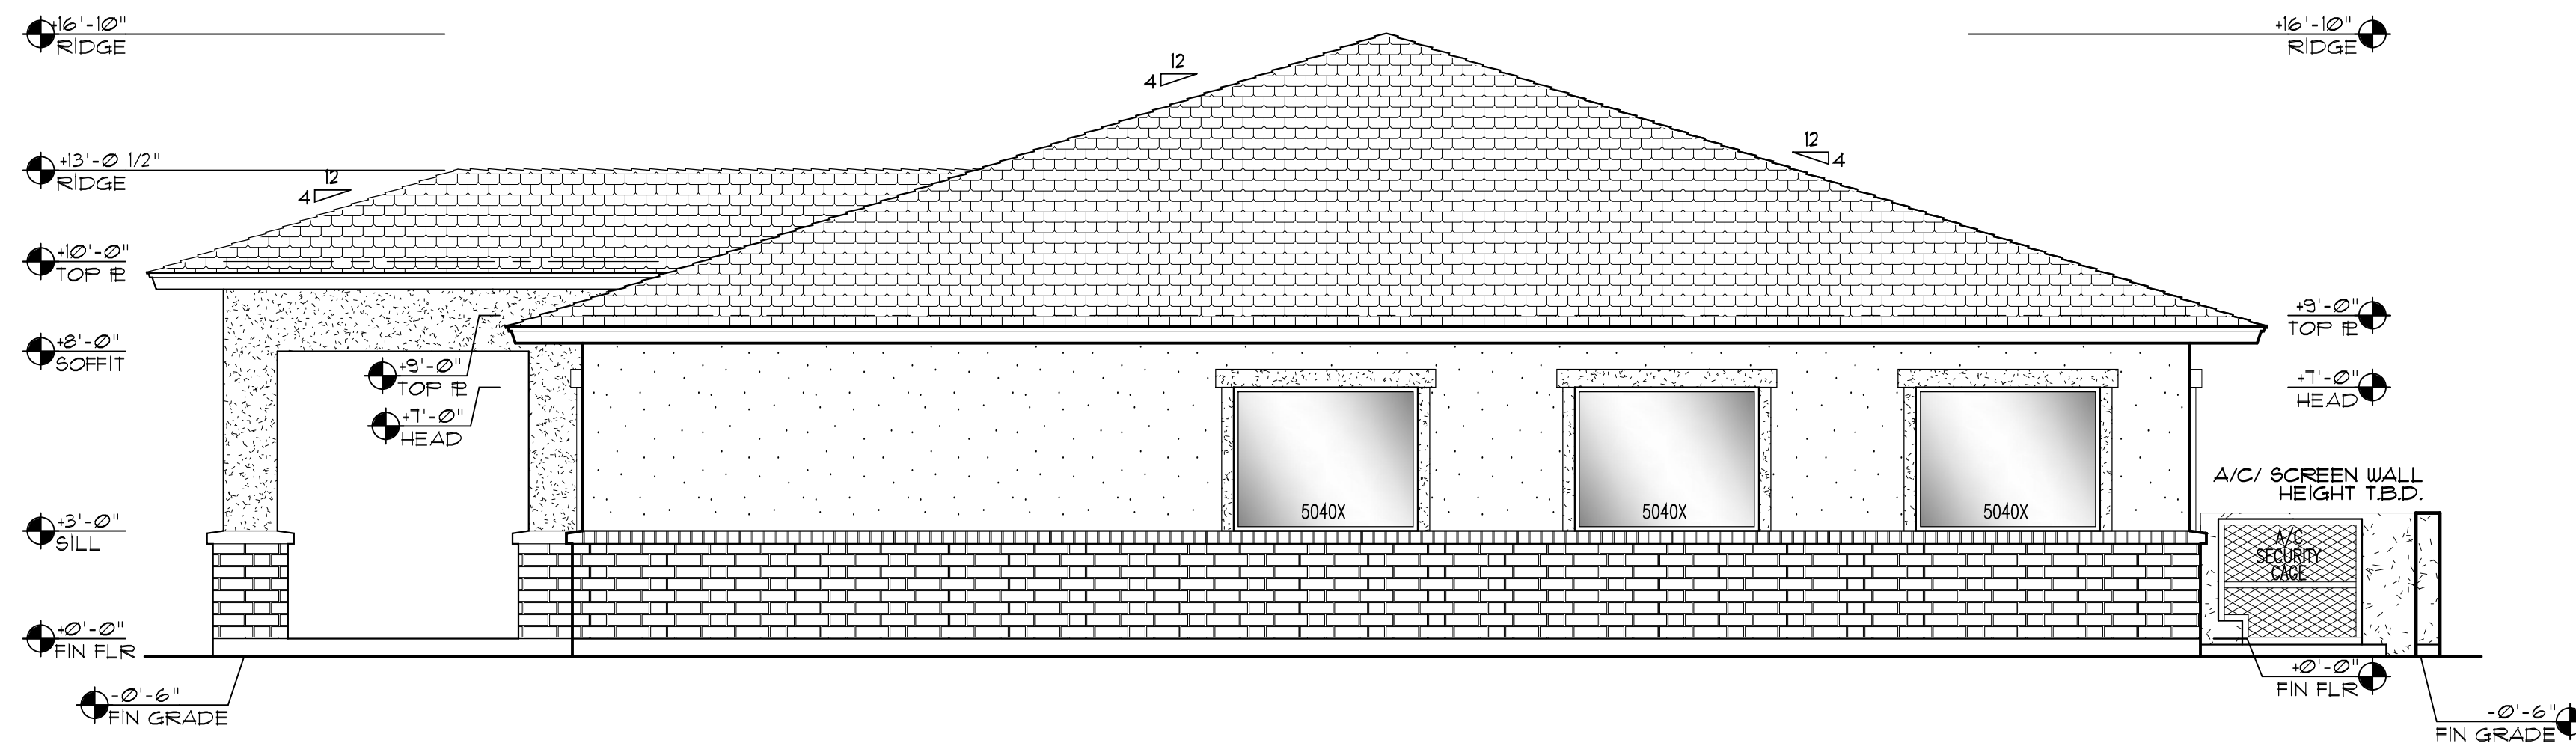 +16'-10"
RIDGE
+16'-10"
RIDGE
12
4
12
4
+13'-0 1/2"
RIDGE
12
4
+10'-0"
TOP PL
+8'-0"
SOFFIT
+9'-0"
TOP PL
+7'-0"
HEAD
+9'-0"
TOP PL
+7'-0"
HEAD
A/C/ SCREEN WALL
HEIGHT T.B.D.
5040X
5040X
5040X
+3'-0"
SILL
A/C
SECURITY
CAGE
+0'-0"
FIN FLR
+0'-0"
FIN FLR
-0'-6"
FIN GRADE
-0'-6"
FIN GRADE